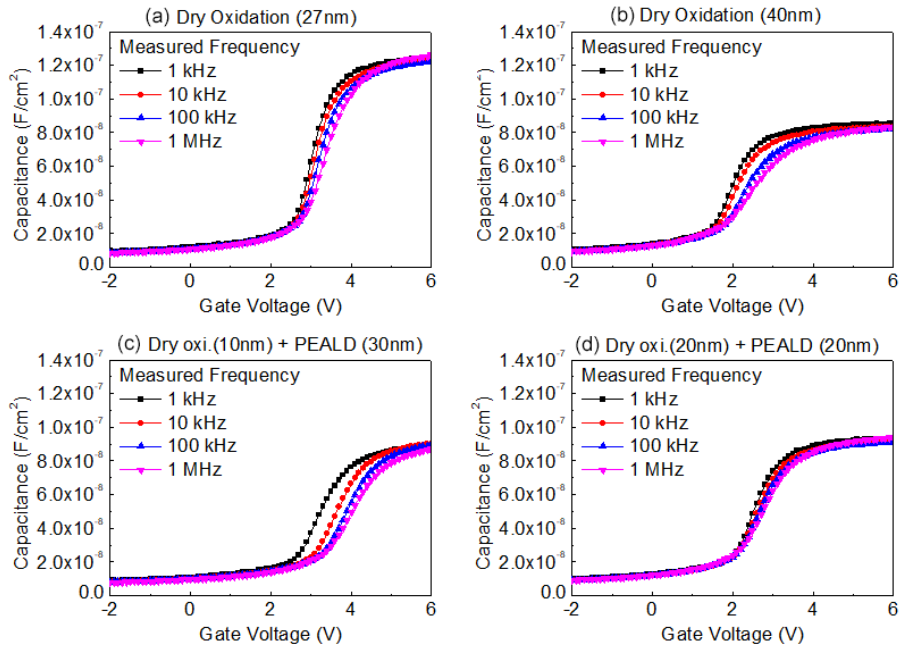 (a) Dry Oxidation (27nm)
Measured Frequency
1 kHz
10 kHz
100 kHz
1 MHz
1.4x10⁻⁷
1.2x10⁻⁷
1.0x10⁻⁷
8.0x10⁻⁸
6.0x10⁻⁸
4.0x10⁻⁸
2.0x10⁻⁸
0.0
Capacitance (F/cm²)
-2 0 2 4 6
Gate Voltage (V)
(b) Dry Oxidation (40nm)
Measured Frequency
1 kHz
10 kHz
100 kHz
1 MHz
1.4x10⁻⁷
1.2x10⁻⁷
1.0x10⁻⁷
8.0x10⁻⁸
6.0x10⁻⁸
4.0x10⁻⁸
2.0x10⁻⁸
0.0
Capacitance (F/cm²)
-2 0 2 4 6
Gate Voltage (V)
(c) Dry oxi.(10nm) + PEALD (30nm)
Measured Frequency
1 kHz
10 kHz
100 kHz
1 MHz
1.4x10⁻⁷
1.2x10⁻⁷
1.0x10⁻⁷
8.0x10⁻⁸
6.0x10⁻⁸
4.0x10⁻⁸
2.0x10⁻⁸
0.0
Capacitance (F/cm²)
-2 0 2 4 6
Gate Voltage (V)
(d) Dry oxi.(20nm) + PEALD (20nm)
Measured Frequency
1 kHz
10 kHz
100 kHz
1 MHz
1.4x10⁻⁷
1.2x10⁻⁷
1.0x10⁻⁷
8.0x10⁻⁸
6.0x10⁻⁸
4.0x10⁻⁸
2.0x10⁻⁸
0.0
Capacitance (F/cm²)
-2 0 2 4 6
Gate Voltage (V)